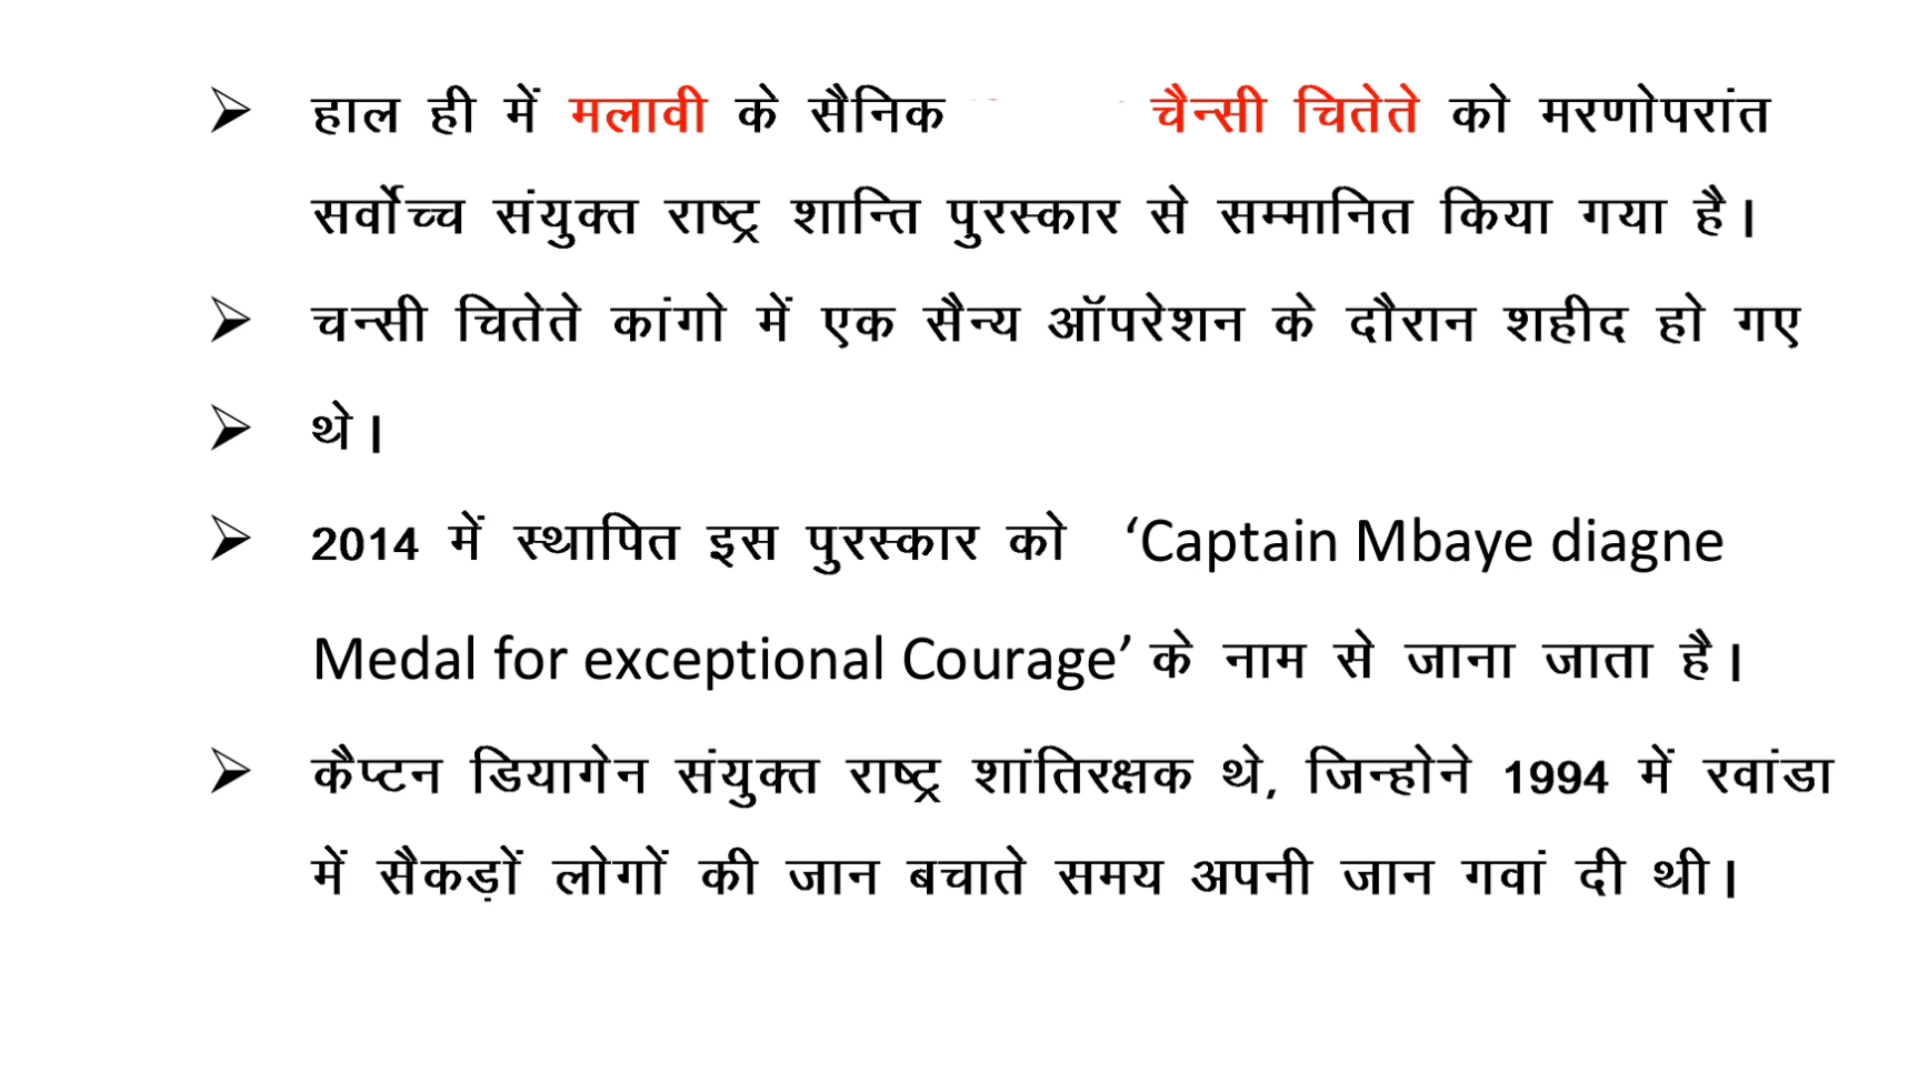 ➢ हाल ही में मलावी के सैनिक चैन्सी चितेते को मरणोपरांत
सर्वोच्च संयुक्त राष्ट्र शान्ति पुरस्कार से सम्मानित किया गया है।
➢ चन्सी चितेते कांगो में एक सैन्य ऑपरेशन के दौरान शहीद हो गए
➢ थे।
➢ 2014 में स्थापित इस पुरस्कार को ‘Captain Mbaye diagne
Medal for exceptional Courage’ के नाम से जाना जाता है।
➢ कैप्टन डियागेन संयुक्त राष्ट्र शांतिरक्षक थे, जिन्होने 1994 में रवांडा
में सैकड़ों लोगों की जान बचाते समय अपनी जान गवां दी थी।